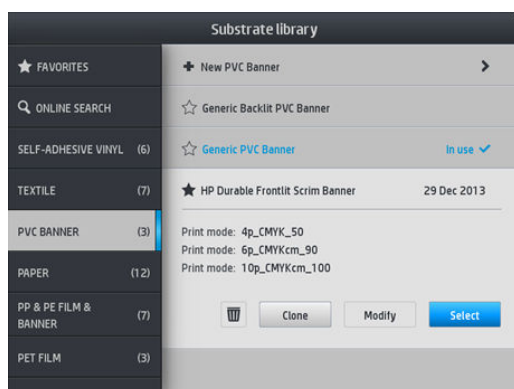 Substrate library
FAVORITES
ONLINE SEARCH
SELF-ADHESIVE VINYL (6)
TEXTILE (7)
PVC BANNER (3)
PAPER (12)
PP & PE FILM &
BANNER (7)
PET FILM (3)
New PVC Banner
Generic Backlit PVC Banner
Generic PVC Banner In use
HP Durable Frontlit Scrim Banner 29 Dec 2013
Print mode: 4p_CMYK_50
Print mode: 6p_CMYKcm_90
Print mode: 10p_CMYKcm_100
Clone Modify Select